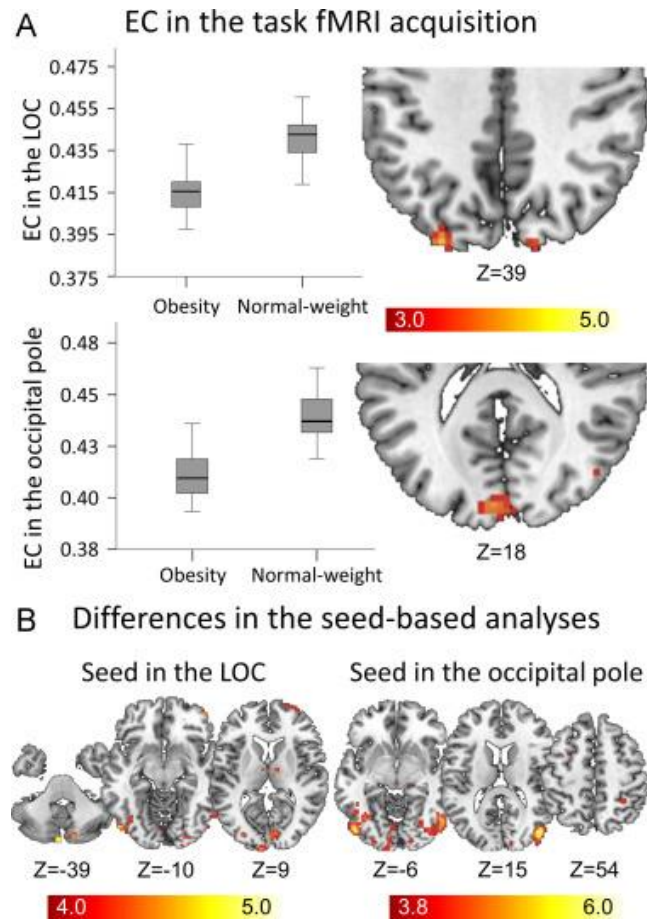 A EC in the task fMRI acquisition
EC in the LOC
0.475
0.455
0.435
0.415
0.395
0.375
Obesity Normal-weight
Z=39
3.0 5.0
EC in the occipital pole
0.48
0.45
0.43
0.40
0.38
Obesity Normal-weight
Z=18
B Differences in the seed-based analyses
Seed in the LOC Seed in the occipital pole
Z=-39 Z=-10 Z=9 Z=-6 Z=15 Z=54
4.0 5.0 3.8 6.0